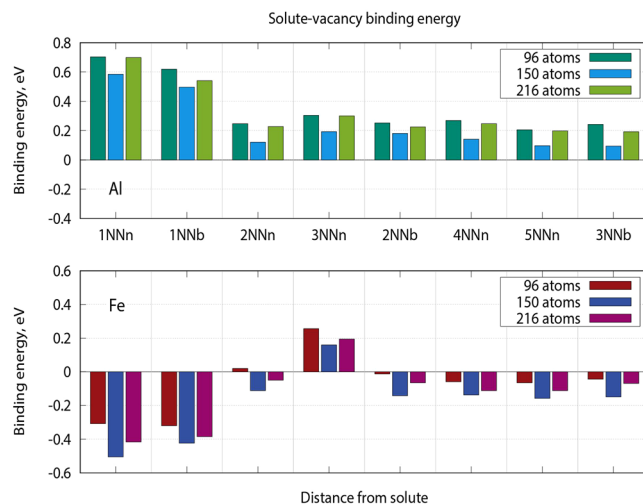 Solute-vacancy binding energy
Binding energy, eV
0.8
0.6
0.4
0.2
0
-0.2
-0.4
96 atoms
150 atoms
216 atoms
Al
1NNn 1NNb 2NNn 3NNn 2NNb 4NNn 5NNn 3NNb
Binding energy, eV
0.6
0.4
0.2
0
-0.2
-0.4
-0.6
Fe
96 atoms
150 atoms
216 atoms
Distance from solute